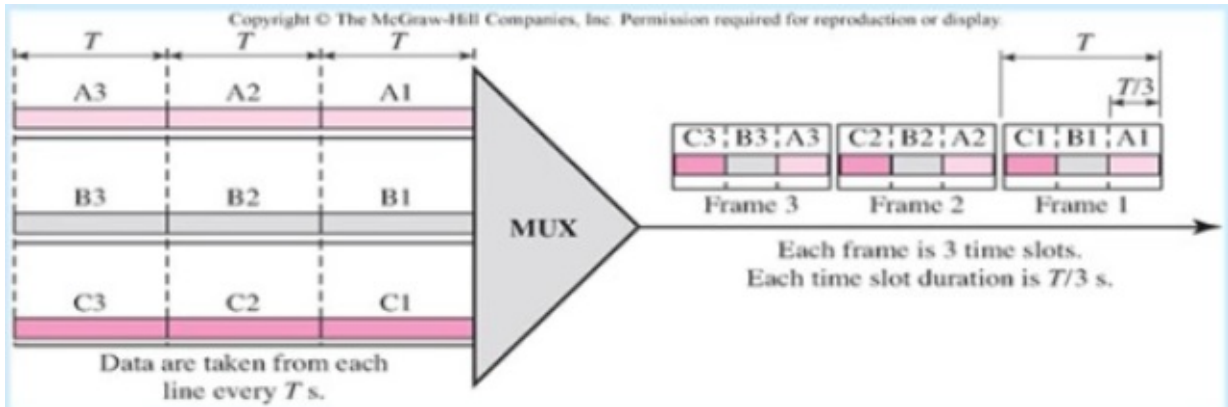 Copyright © The McGraw-Hill Companies, Inc. Permission required for reproduction or display.
T T T
A3 A2 A1
B3 B2 B1
C3 C2 C1
Data are taken from each
line every T s.
MUX
T
T/3
C3 B3 A3 C2 B2 A2 C1 B1 A1
Frame 3 Frame 2 Frame 1
Each frame is 3 time slots.
Each time slot duration is T/3 s.